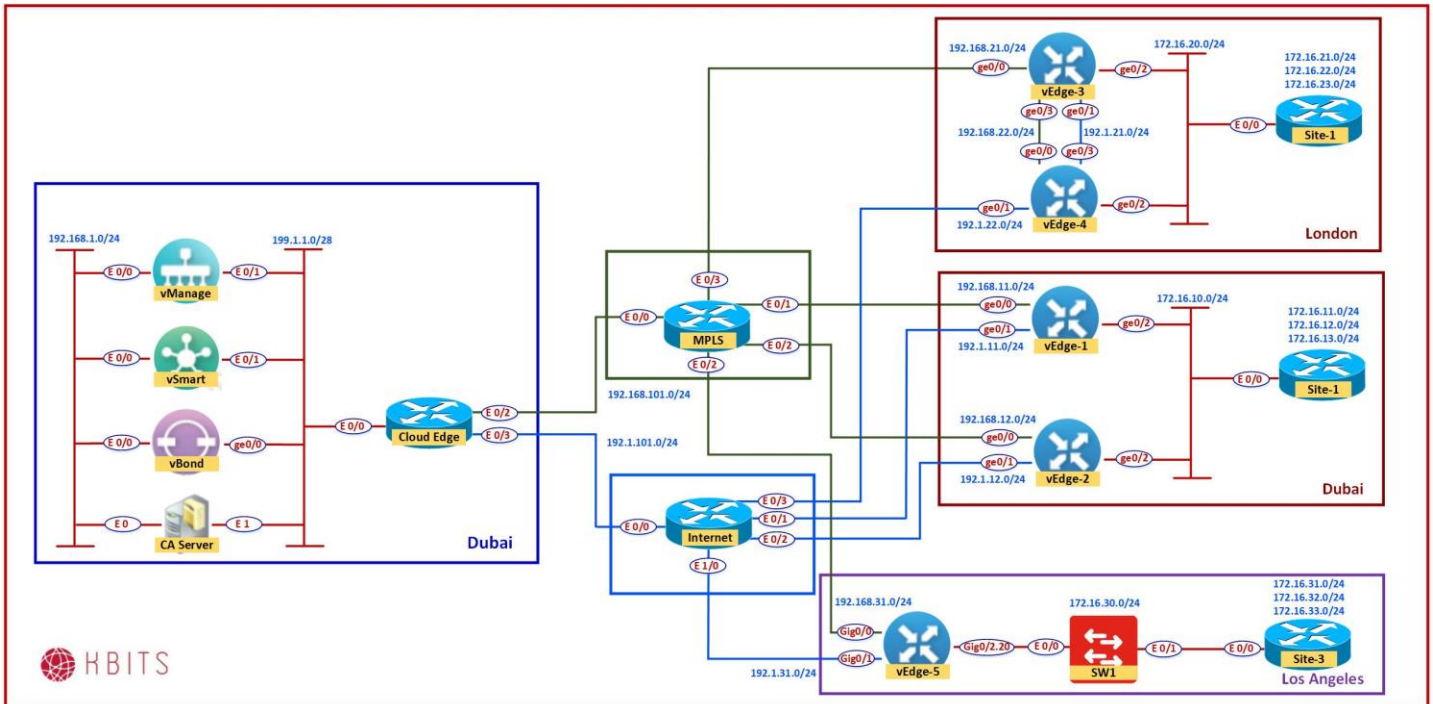 192.168.1.0/24
199.1.1.0/28
E 0/0
vManage
E 0/1
E 0/0
vSmart
E 0/1
E 0/0
vBond
ge0/0
E 0
CA Server
E 1
E 0/0
Cloud Edge
E 0/2
E 0/3
Dubai
192.168.101.0/24
192.1.101.0/24
E 0/3
E 0/0
MPLS
E 0/1
E 0/2
E 0/2
E 0/0
Internet
E 0/3
E 0/1
E 0/2
E 1/0
192.168.21.0/24
ge0/0
vEdge-3
ge0/2
ge0/3
ge0/1
192.168.22.0/24
192.1.21.0/24
ge0/0
ge0/3
ge0/1
192.1.22.0/24
vEdge-4
ge0/2
172.16.20.0/24
E 0/0
172.16.21.0/24
172.16.22.0/24
172.16.23.0/24
Site-1
London
192.168.11.0/24
ge0/0
ge0/1
192.1.11.0/24
vEdge-1
ge0/2
192.168.12.0/24
ge0/0
ge0/1
192.1.12.0/24
vEdge-2
ge0/2
172.16.10.0/24
E 0/0
172.16.11.0/24
172.16.12.0/24
172.16.13.0/24
Site-1
Dubai
192.168.31.0/24
Gig0/0
Gig0/1
192.1.31.0/24
vEdge-5
Gig0/2.20
172.16.30.0/24
E 0/0
SW1
E 0/1
E 0/0
172.16.31.0/24
172.16.32.0/24
172.16.33.0/24
Site-3
Los Angeles
KBITS